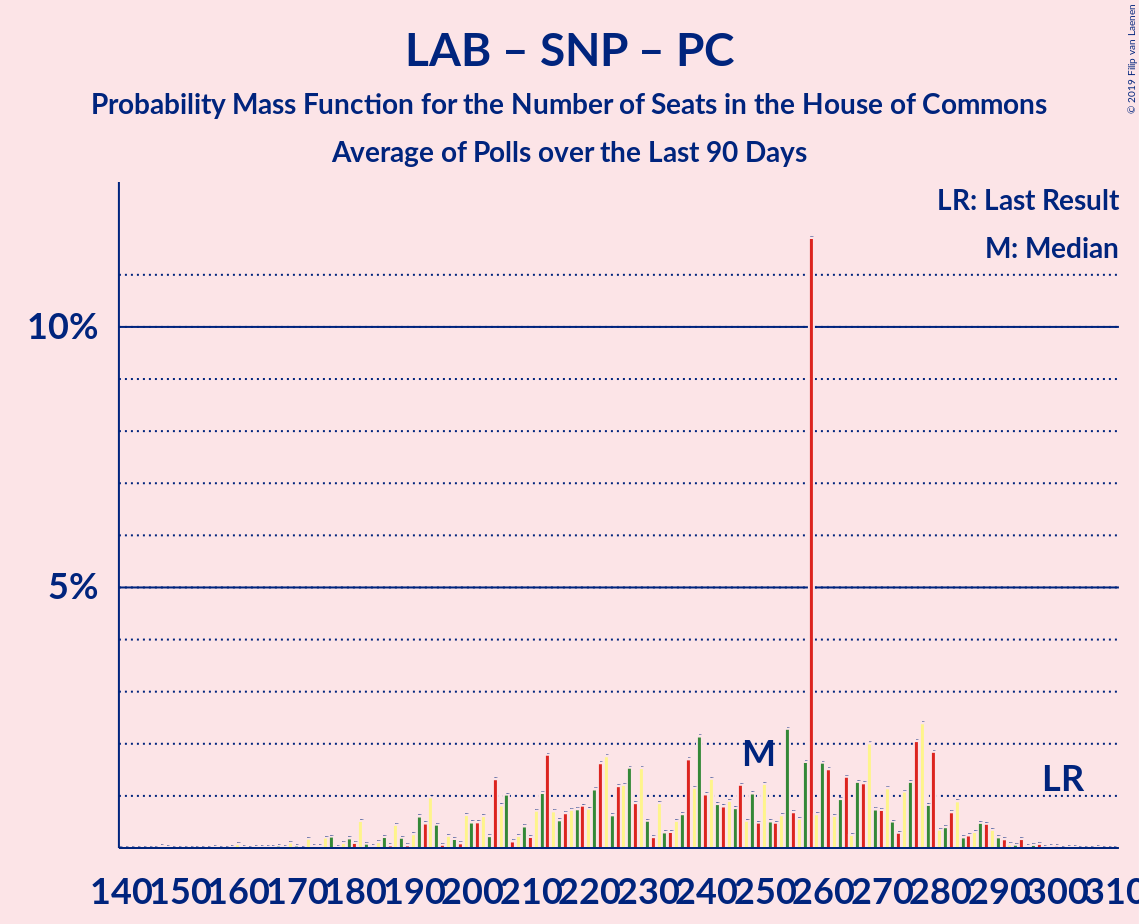 LAB – SNP – PC
Probability Mass Function for the Number of Seats in the House of Commons
Average of Polls over the Last 90 Days
© 2019 Filip van Laenen
LR: Last Result
M: Median
10%
5%
M
LR
140 150 160 170 180 190 200 210 220 230 240 250 260 270 280 290 300 310